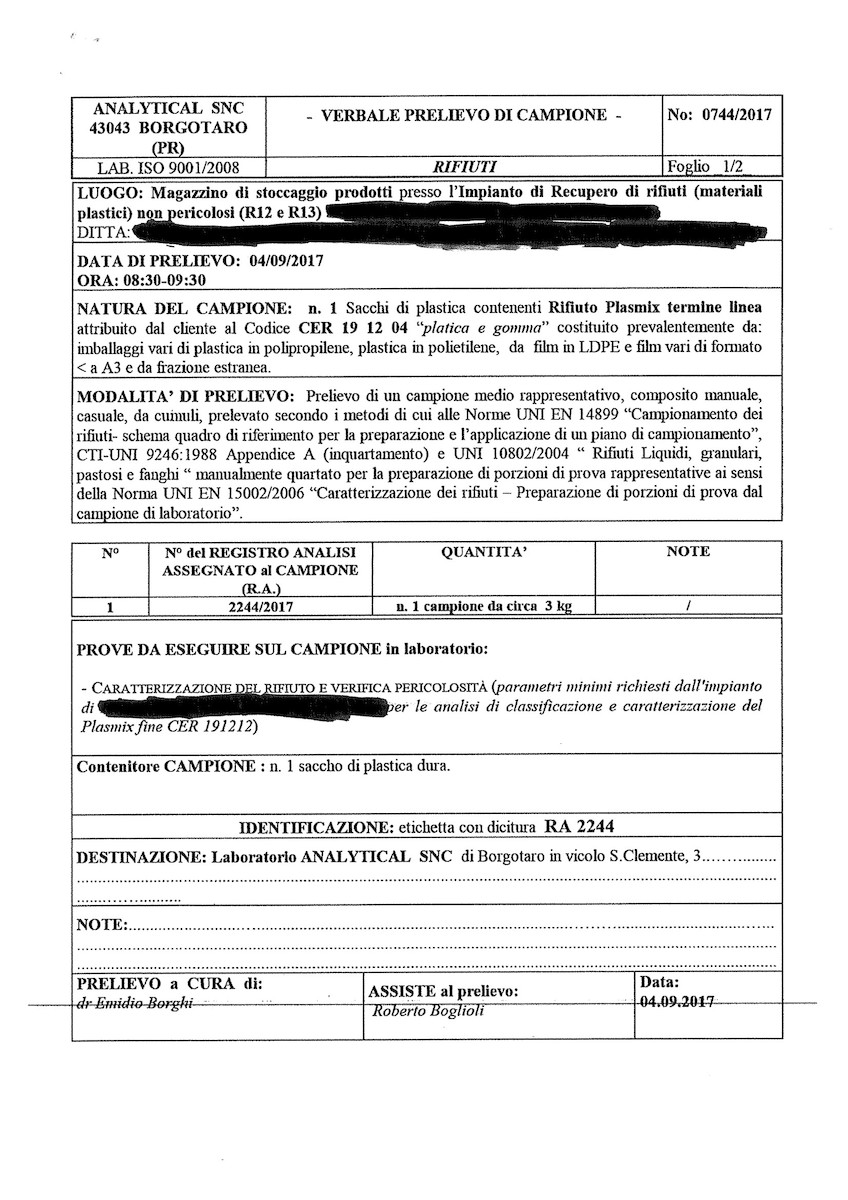 ANALYTICAL SNC
43043 BORGOTARO
(PR)
- VERBALE PRELIEVO DI CAMPIONE -
No: 0744/2017
LAB. ISO 9001/2008
RIFIUTI
Foglio _1/2_
LUOGO: Magazzino di stoccaggio prodotti presso l'Impianto di Recupero di rifiuti (materiali
plastici) non pericolosi (R12 e R13)
DITTA:
DATA DI PRELIEVO: 04/09/2017
ORA: 08:30-09:30
NATURA DEL CAMPIONE: n. 1 Sacchi di plastica contenenti Rifiuto Plasmix termine linea
attribuito dal cliente al Codice CER 19 12 04 "platica e gomma" costituito prevalentemente da:
imballaggi vari di plastica in polipropilene, plastica in polietilene, da film in LDPE e film vari di formato
< a A3 e da frazione estranea.
MODALITA' DI PRELIEVO: Prelievo di un campione medio rappresentativo, composito manuale,
casuale, da cumuli, prelevato secondo i metodi di cui alle Norme UNI EN 14899 "Campionamento dei
rifiuti- schema quadro di riferimento per la preparazione e l'applicazione di un piano di campionamento",
CTI-UNI 9246:1988 Appendice A (inquartamento) e UNI 10802/2004 " Rifiuti Liquidi, granulari,
pastosi e fanghi " manualmente quartato per la preparazione di porzioni di prova rappresentative ai sensi
della Norma UNI EN 15002/2006 "Caratterizzazione dei rifiuti – Preparazione di porzioni di prova dal
campione di laboratorio".
N° N° del REGISTRO ANALISI QUANTITA' NOTE
ASSEGNATO al CAMPIONE
(R.A.)
1 2244/2017 n. 1 campione da circa 3 kg /
PROVE DA ESEGUIRE SUL CAMPIONE in laboratorio:
- CARATTERIZZAZIONE DEL RIFIUTO E VERIFICA PERICOLOSITÀ (parametri minimi richiesti dall'impianto
di per le analisi di classificazione e caratterizzazione del
Plasmix fine CER 191212)
Contenitore CAMPIONE : n. 1 saccho di plastica dura.
IDENTIFICAZIONE: etichetta con dicitura RA 2244
DESTINAZIONE: Laboratorio ANALYTICAL SNC di Borgotaro in vicolo S.Clemente, 3
NOTE:
PRELIEVO a CURA di:
dr Emidio Borghi
ASSISTE al prelievo:
Roberto Boglioli
Data:
04.09.2017